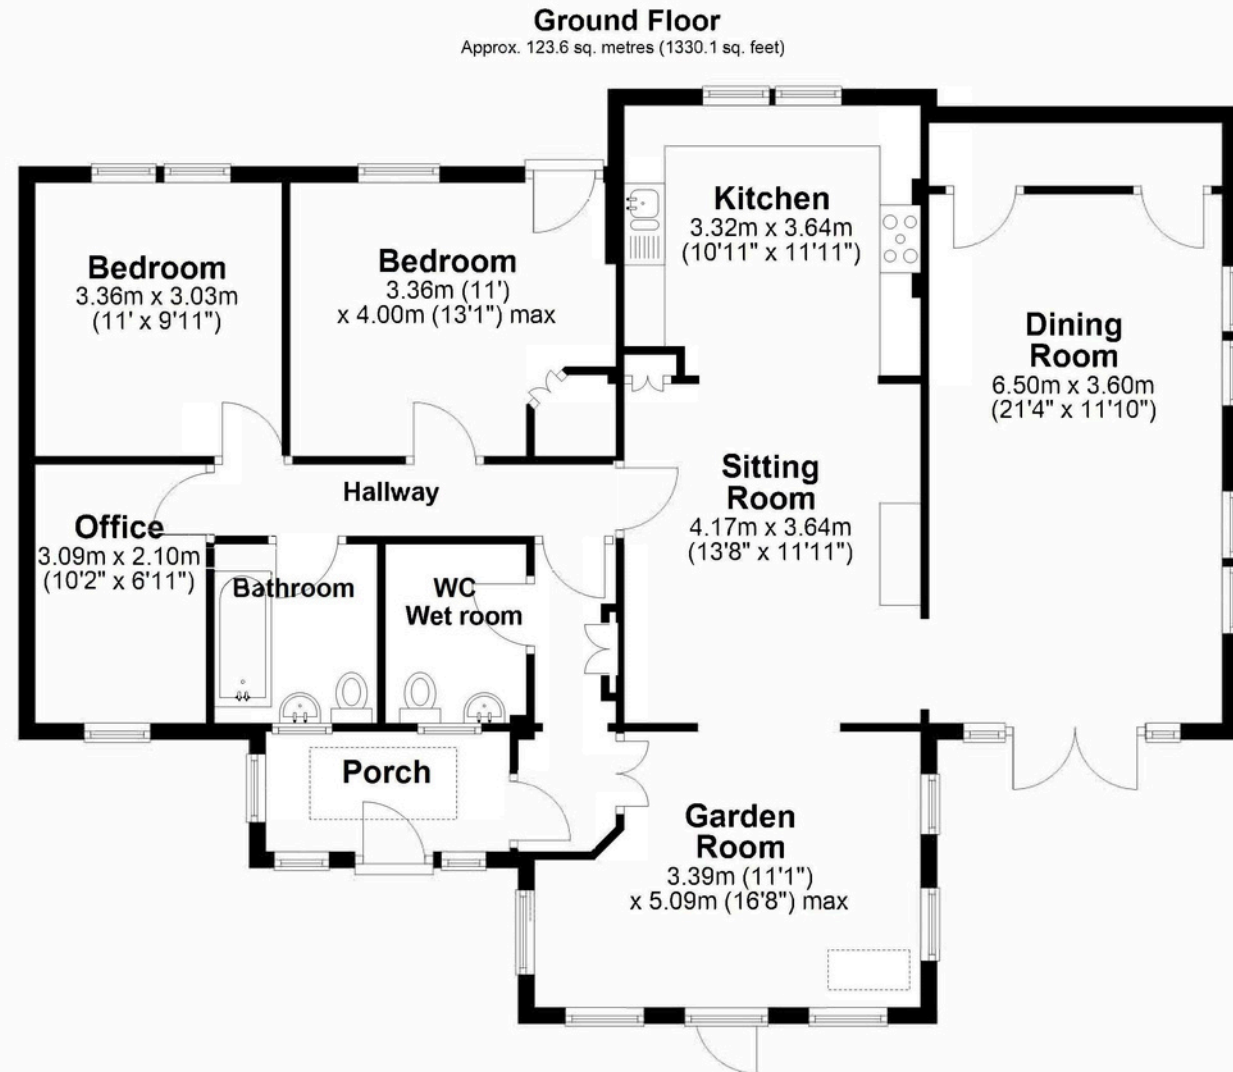 Ground Floor
Approx. 123.6 sq. metres (1330.1 sq. feet)
Kitchen
3.32m x 3.64m
(10'11" x 11'11")
Bedroom
3.36m x 3.03m
(11' x 9'11")
Bedroom
3.36m (11')
x 4.00m (13'1") max
Dining
Room
6.50m x 3.60m
(21'4" x 11'10")
Sitting
Room
4.17m x 3.64m
(13'8" x 11'11")
Hallway
Office
3.09m x 2.10m
(10'2" x 6'11")
Bathroom
WC
Wet room
Porch
Garden
Room
3.39m (11'1")
x 5.09m (16'8") max